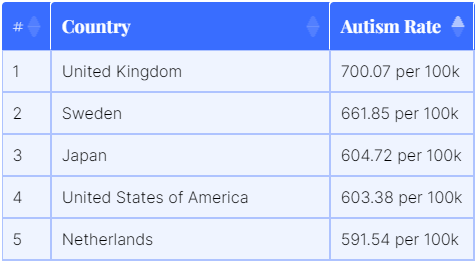 # Country Autism Rate
1 United Kingdom 700.07 per 100k
2 Sweden 661.85 per 100k
3 Japan 604.72 per 100k
4 United States of America 603.38 per 100k
5 Netherlands 591.54 per 100k